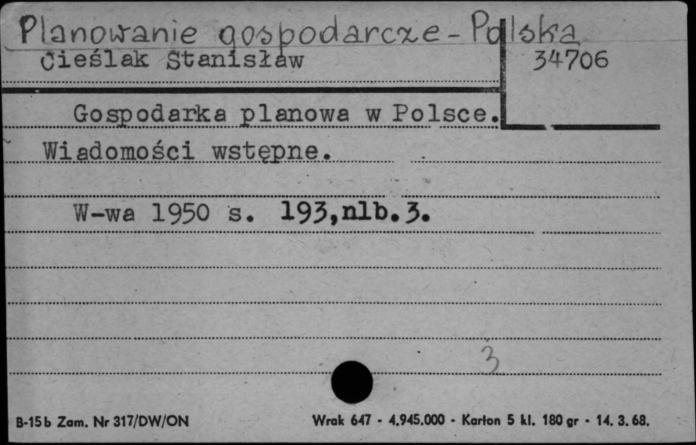 Planowanie gospodarcze - Polska
Cieślak Stanisław
34706
Gospodarka planowa w Polsce.
Wiadomości wstępne.
W-wa 1950 s. 193,nlb.3.
3
B-15b Zam. Nr 317/DW/ON
Wrak 647 - 4.945.000 - Karton 5 kl. 180 gr - 14. 3. 68.